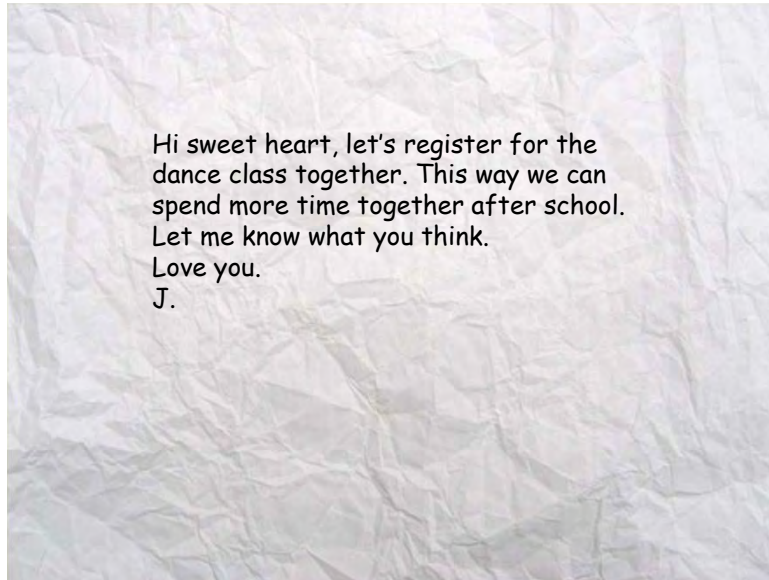 Hi sweet heart, let's register for the
dance class together. This way we can
spend more time together after school.
Let me know what you think.
Love you.
J.